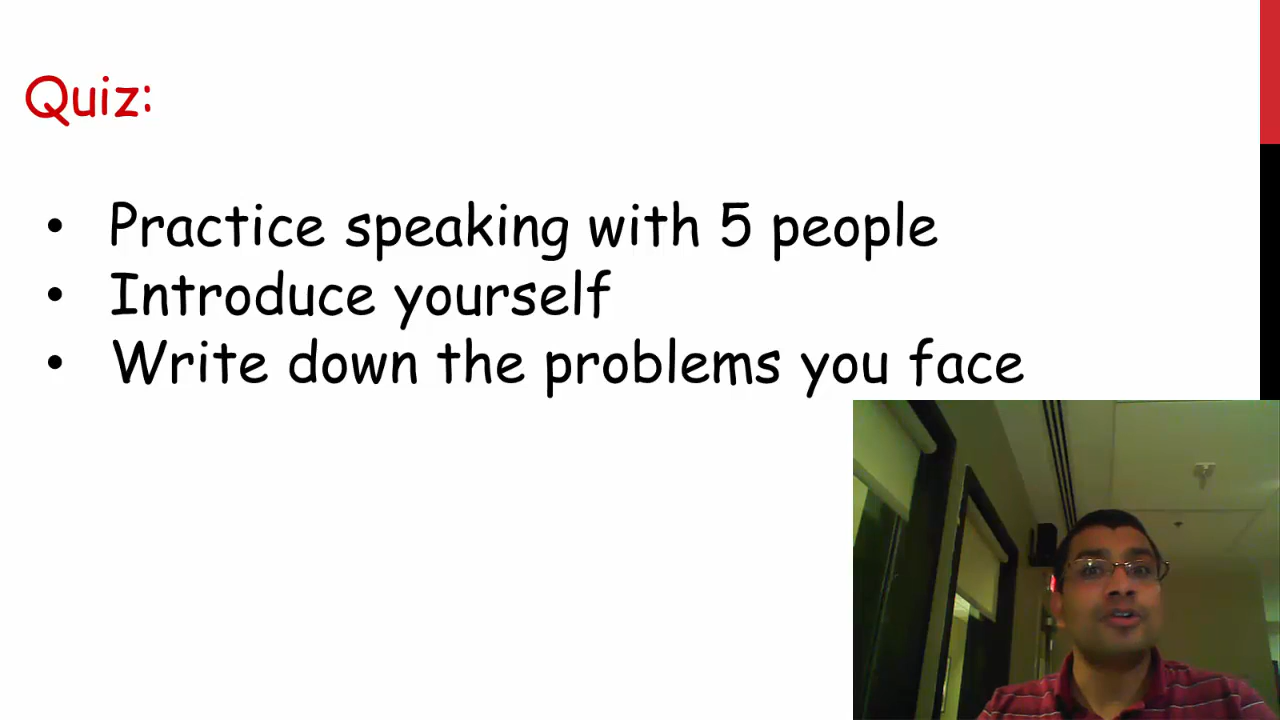 Quiz:
• Practice speaking with 5 people
• Introduce yourself
• Write down the problems you face